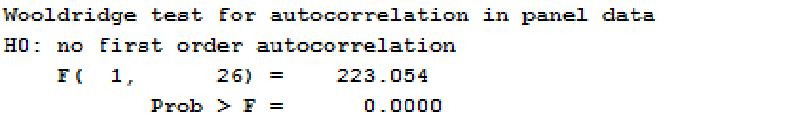 Wooldridge test for autocorrelation in panel data
H0: no first order autocorrelation
F( 1, 26) = 223.054
Prob > F = 0.0000